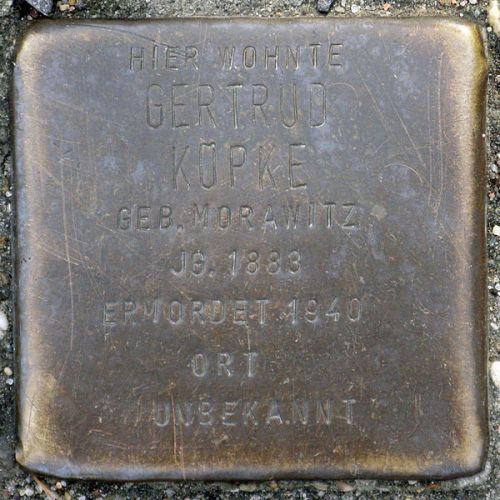 HIER WOHNTE
GERTRUD
KÖPKE
GEB. MORAWITZ
JG. 1883
ERMORDET 1940
ORT
UNBEKANNT